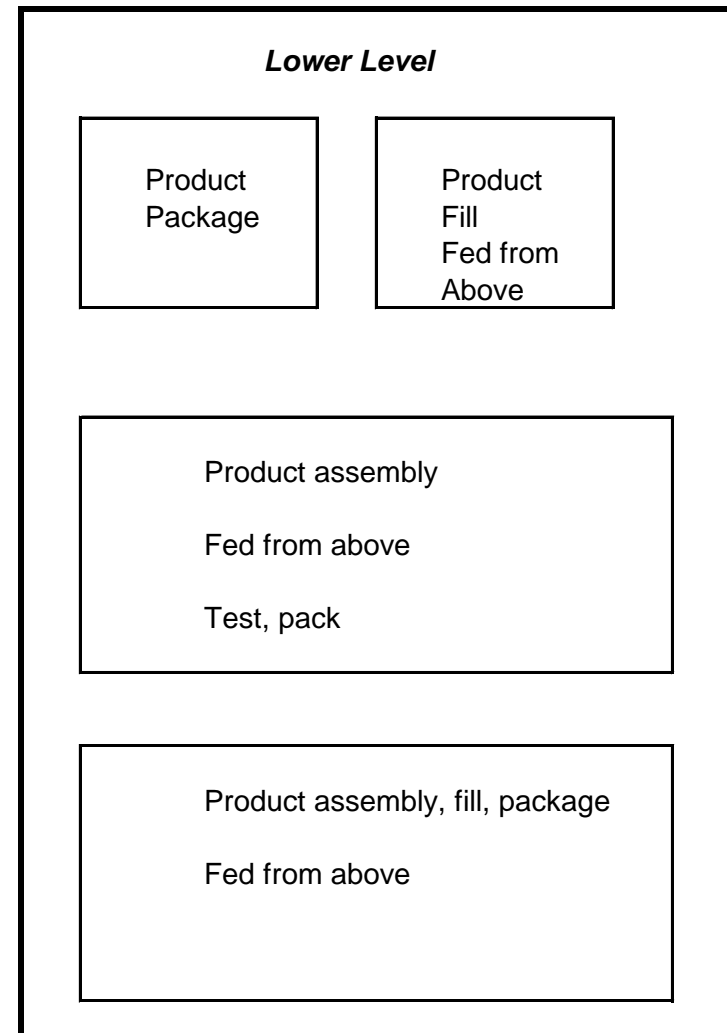 Lower Level
Product
Package
Product
Fill
Fed from
Above
Product assembly
Fed from above
Test, pack
Product assembly, fill, package
Fed from above